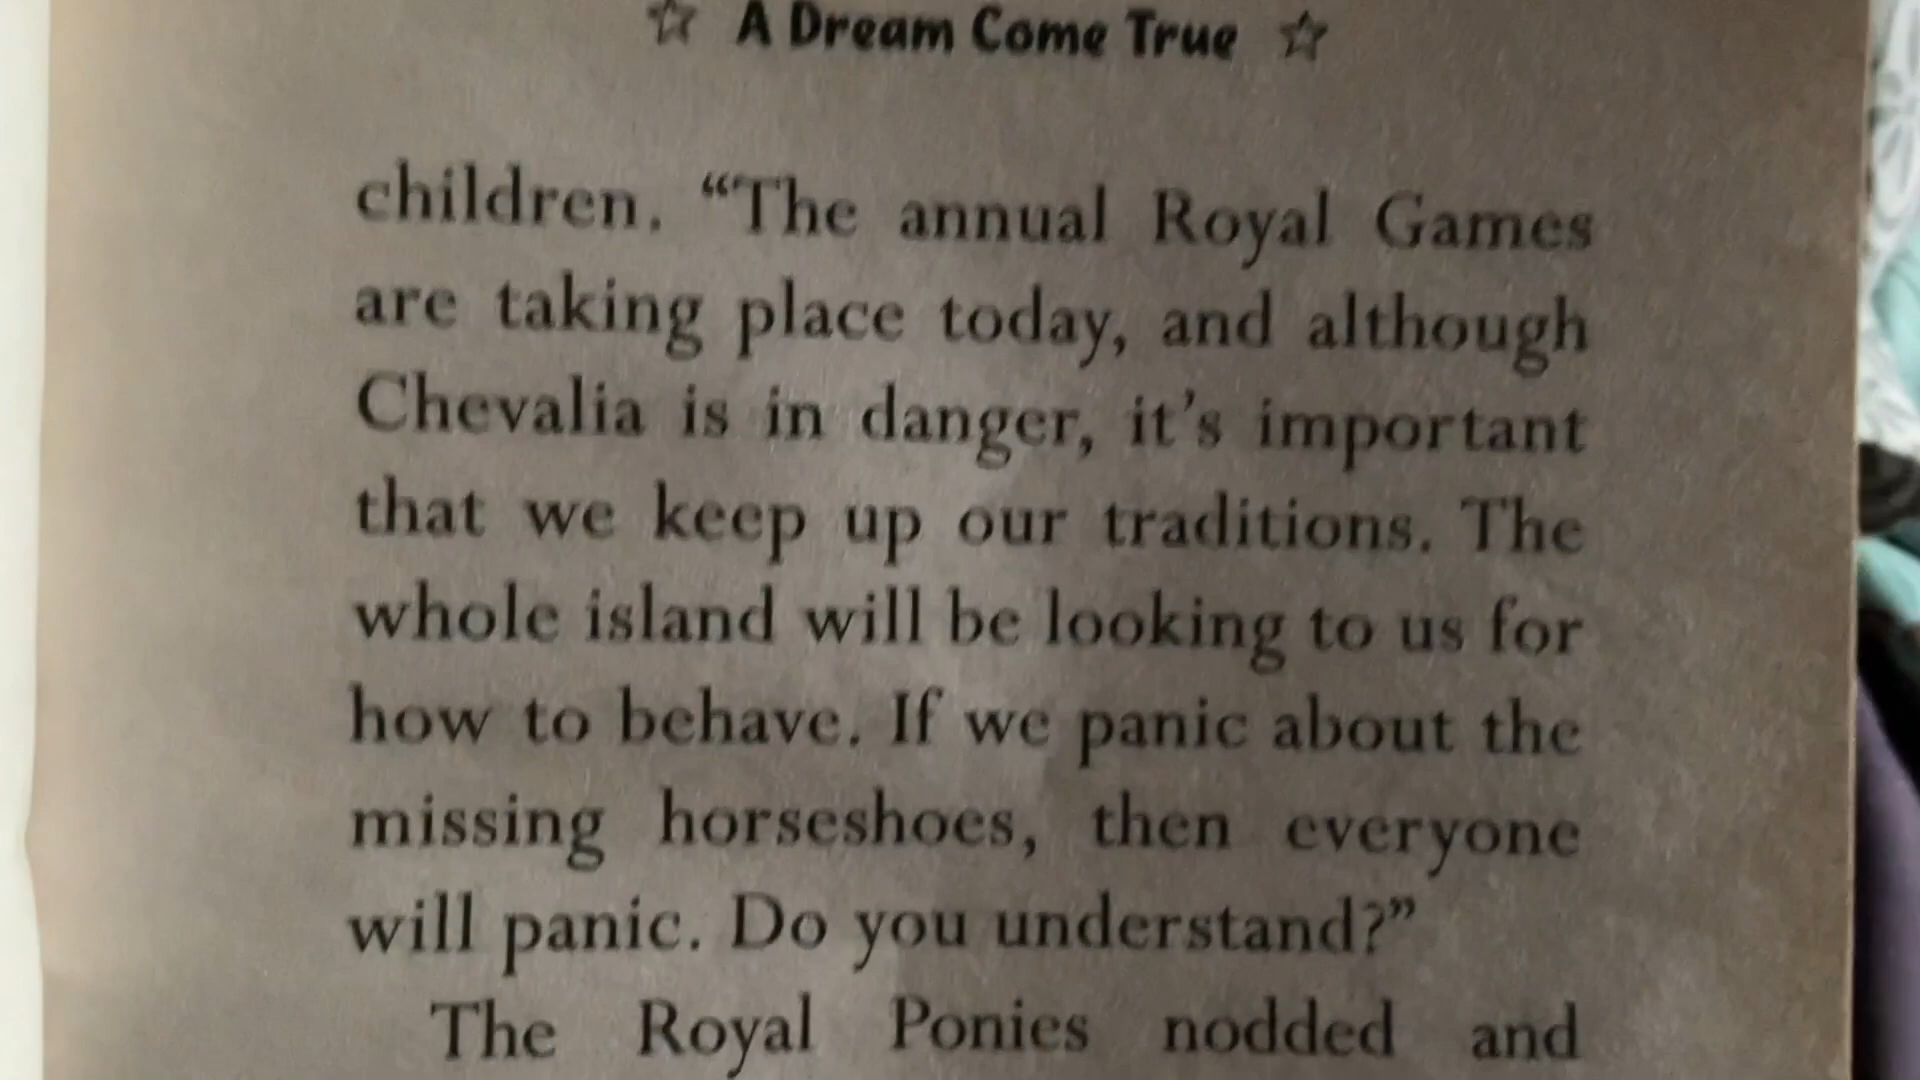 ☆ A Dream Come True ☆
children. “The annual Royal Games
are taking place today, and although
Chevalia is in danger, it’s important
that we keep up our traditions. The
whole island will be looking to us for
how to behave. If we panic about the
missing horseshoes, then everyone
will panic. Do you understand?”
The Royal Ponies nodded and